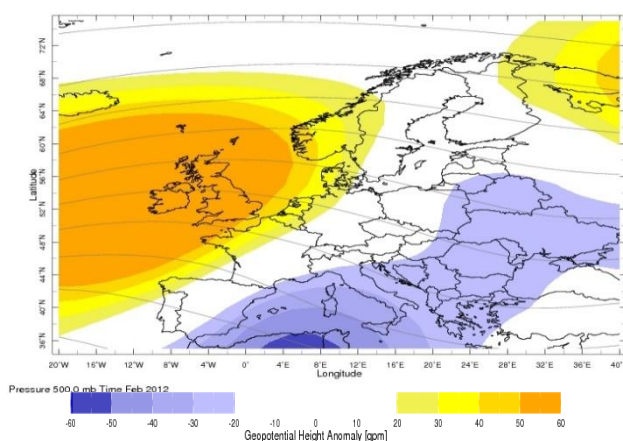 72°N
68°N
64°N
60°N
56°N
52°N
48°N
44°N
40°N
36°N
Latitude
20°W 16°W 12°W 8°W 4°W 0° 4°E 8°E 12°E 16°E 20°E 24°E 28°E 32°E 36°E 40°E
Longitude
Pressure 500.0 mb Time Feb 2012
-60 -50 -40 -30 -20 -10 0 10 20 30 40 50 60
Geopotential Height Anomaly [gpm]